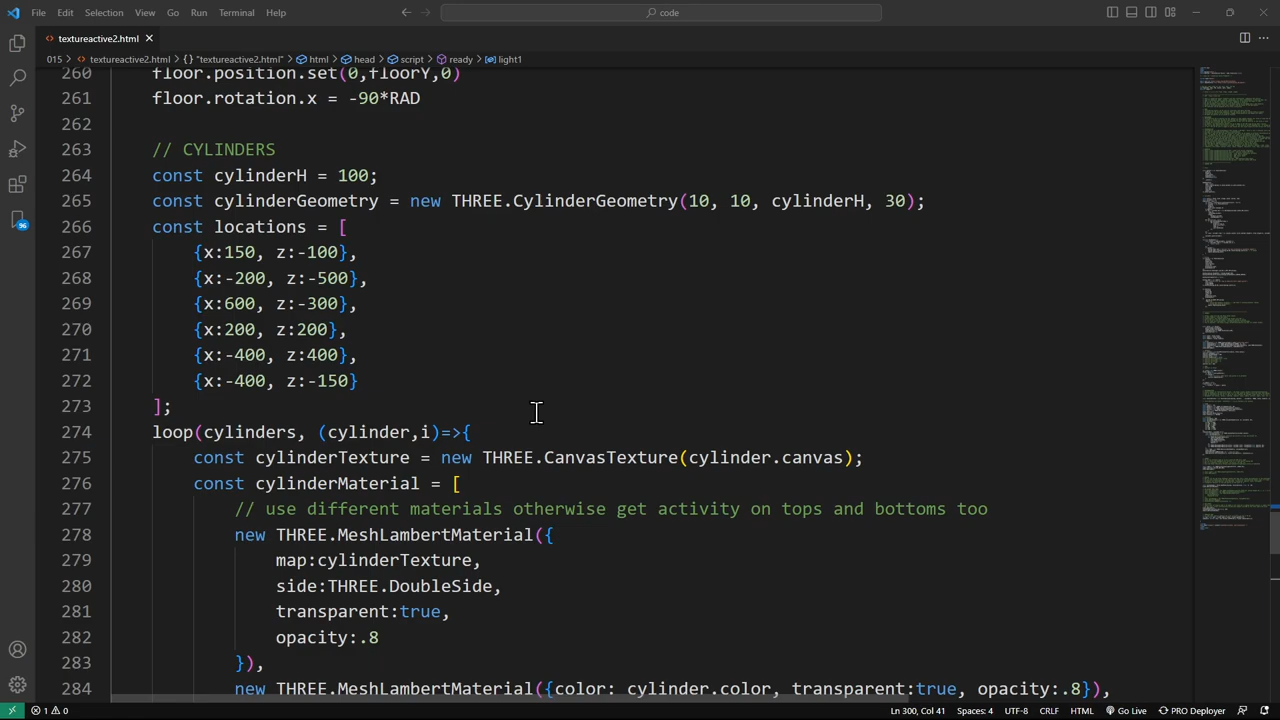 File Edit Selection View Go Run Terminal Help
code
textureactive2.html
015 > textureactive2.html > "textureactive2.html" > html > head > script > ready > light1
260 floor.position.set(0,floorY,0)
261 floor.rotation.x = -90*RAD
262
263 // CYLINDERS
264 const cylinderH = 100;
265 const cylinderGeometry = new THREE.CylinderGeometry(10, 10, cylinderH, 30);
266 const locations = [
267 {x:150, z:-100},
268 {x:-200, z:-500},
269 {x:600, z:-300},
270 {x:200, z:200},
271 {x:-400, z:400},
272 {x:-400, z:-150}
273 ];
274 loop(cylinders, (cylinder,i)=>{
275 const cylinderTexture = new THREE.CanvasTexture(cylinder.canvas);
276 const cylinderMaterial = [
277 // use different materials otherwise get activity on tops and bottoms too
278 new THREE.MeshLambertMaterial({
279 map:cylinderTexture,
280 side:THREE.DoubleSide,
281 transparent:true,
282 opacity:.8
283 }),
284 new THREE.MeshLambertMaterial({color: cylinder.color, transparent:true, opacity:.8}),
96
1 0 Ln 300, Col 41 Spaces: 4 UTF-8 CRLF HTML Go Live PRO Deployer